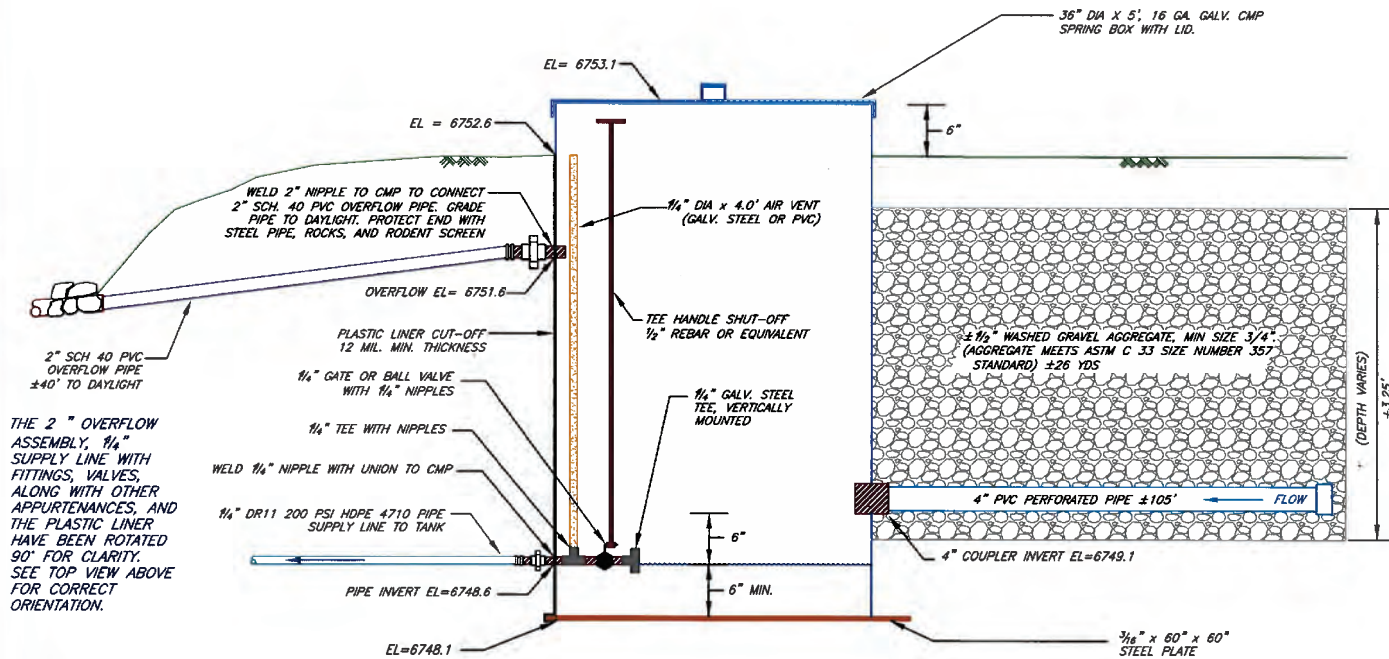 36" DIA X 5', 16 GA. GALV. CMP
SPRING BOX WITH LID.
EL= 6753.1
EL = 6752.6
6"
WELD 2" NIPPLE TO CMP TO CONNECT
2" SCH. 40 PVC OVERFLOW PIPE. GRADE
PIPE TO DAYLIGHT. PROTECT END WITH
STEEL PIPE, ROCKS, AND RODENT SCREEN
1¼" DIA x 4.0' AIR VENT
(GALV. STEEL OR PVC)
OVERFLOW EL= 6751.6
TEE HANDLE SHUT-OFF
1/2" REBAR OR EQUIVALENT
PLASTIC LINER CUT-OFF
12 MIL. MIN. THICKNESS
±1½" WASHED GRAVEL AGGREGATE, MIN SIZE 3/4".
(AGGREGATE MEETS ASTM C 33 SIZE NUMBER 357
STANDARD) ±26 YDS
(DEPTH VARIES)
±3.25'
2" SCH 40 PVC
OVERFLOW PIPE
±40' TO DAYLIGHT
1¼" GATE OR BALL VALVE
WITH 1¼" NIPPLES
1¼" GALV. STEEL
TEE, VERTICALLY
MOUNTED
THE 2 " OVERFLOW
ASSEMBLY, 1¼"
SUPPLY LINE WITH
FITTINGS, VALVES,
ALONG WITH OTHER
APPURTENANCES, AND
THE PLASTIC LINER
HAVE BEEN ROTATED
90° FOR CLARITY.
SEE TOP VIEW ABOVE
FOR CORRECT
ORIENTATION.
1¼" TEE WITH NIPPLES
WELD 1¼" NIPPLE WITH UNION TO CMP
1¼" DR11 200 PSI HDPE 4710 PIPE
SUPPLY LINE TO TANK
4" PVC PERFORATED PIPE ±105'
FLOW
6"
4" COUPLER INVERT EL=6749.1
PIPE INVERT EL=6748.6
6" MIN.
EL=6748.1
3/16" x 60" x 60"
STEEL PLATE